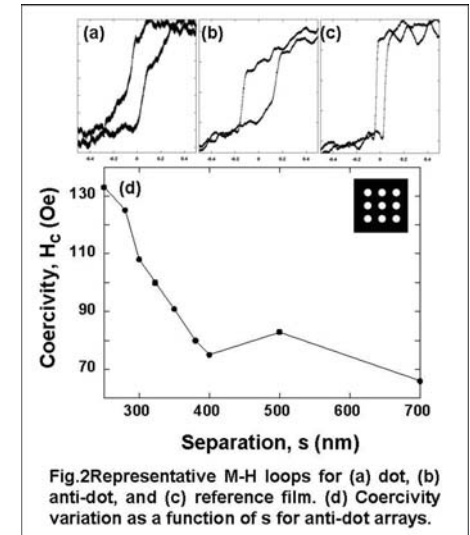 (a)
(b)
(c)
-0.4 -0.2 0 0.2 0.4
-0.4 -0.2 0 0.2 0.4
-0.4 -0.2 0 0.2 0.4
(d)
130
110
90
70
Coercivity, HC (Oe)
300 400 500 600 700
Separation, s (nm)
Fig.2Representative M-H loops for (a) dot, (b)
anti-dot, and (c) reference film. (d) Coercivity
variation as a function of s for anti-dot arrays.